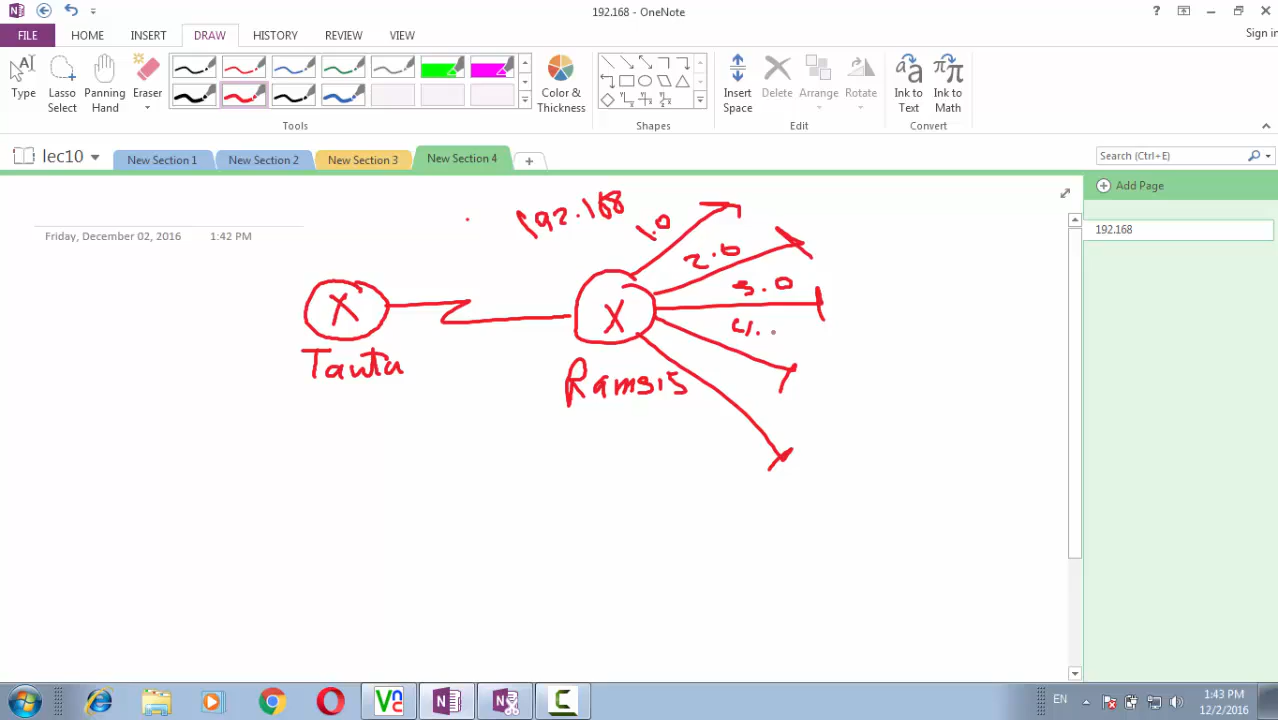 192.168 - OneNote
?
Sign in
FILE HOME INSERT DRAW HISTORY REVIEW VIEW
Type
Lasso Select
Panning Hand
Eraser
Color & Thickness
Insert Space
Delete
Arrange
Rotate
Ink to Text
Ink to Math
Tools
Shapes
Edit
Convert
lec10
New Section 1
New Section 2
New Section 3
New Section 4
Search (Ctrl+E)
Add Page
192.168
Friday, December 02, 2016 1:42 PM
192.168
1.0
2.0
3.0
4.
X
X
Tanta
Ramsis
EN
1:43 PM
12/2/2016